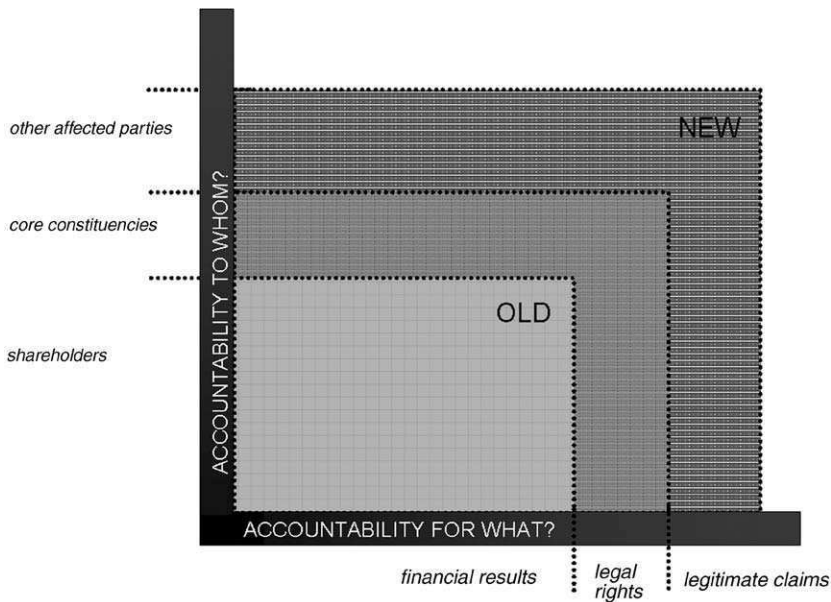 other affected parties
NEW
core constituencies
ACCOUNTABILITY TO WHOM?
OLD
shareholders
ACCOUNTABILITY FOR WHAT?
financial results
legal
rights
legitimate claims